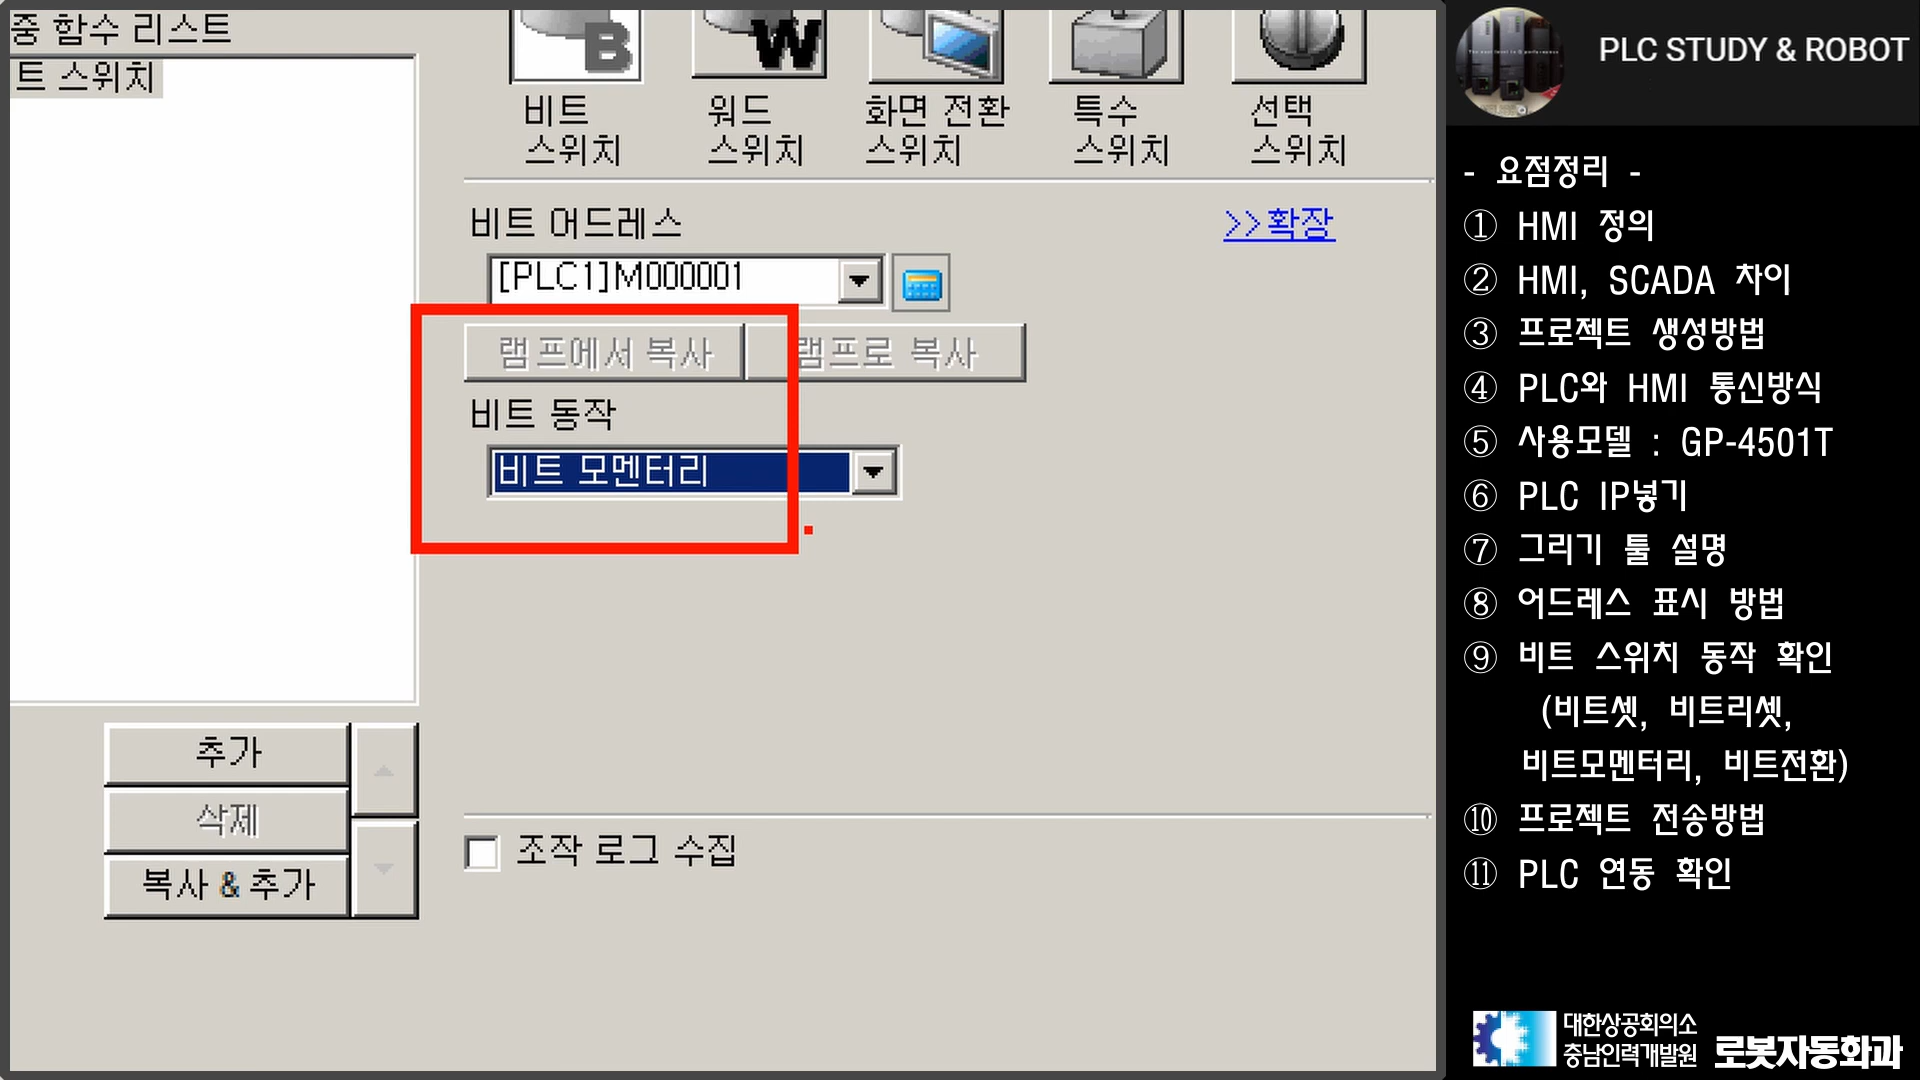 중 함수 리스트
트 스위치
B
W
비트
스위치
워드
스위치
화면 전환
스위치
특수
스위치
선택
스위치
비트 어드레스
>>확장
[PLC1]M000001
램프에서 복사
램프로 복사
비트 동작
비트 모멘터리
추가
삭제
복사 & 추가
조작 로그 수집
PLC STUDY & ROBOT
- 요점정리 -
① HMI 정의
② HMI, SCADA 차이
③ 프로젝트 생성방법
④ PLC와 HMI 통신방식
⑤ 사용모델 : GP-4501T
⑥ PLC IP넣기
⑦ 그리기 툴 설명
⑧ 어드레스 표시 방법
⑨ 비트 스위치 동작 확인
(비트셋, 비트리셋,
비트모멘터리, 비트전환)
⑩ 프로젝트 전송방법
⑪ PLC 연동 확인
대한상공회의소
충남인력개발원
로봇자동화과